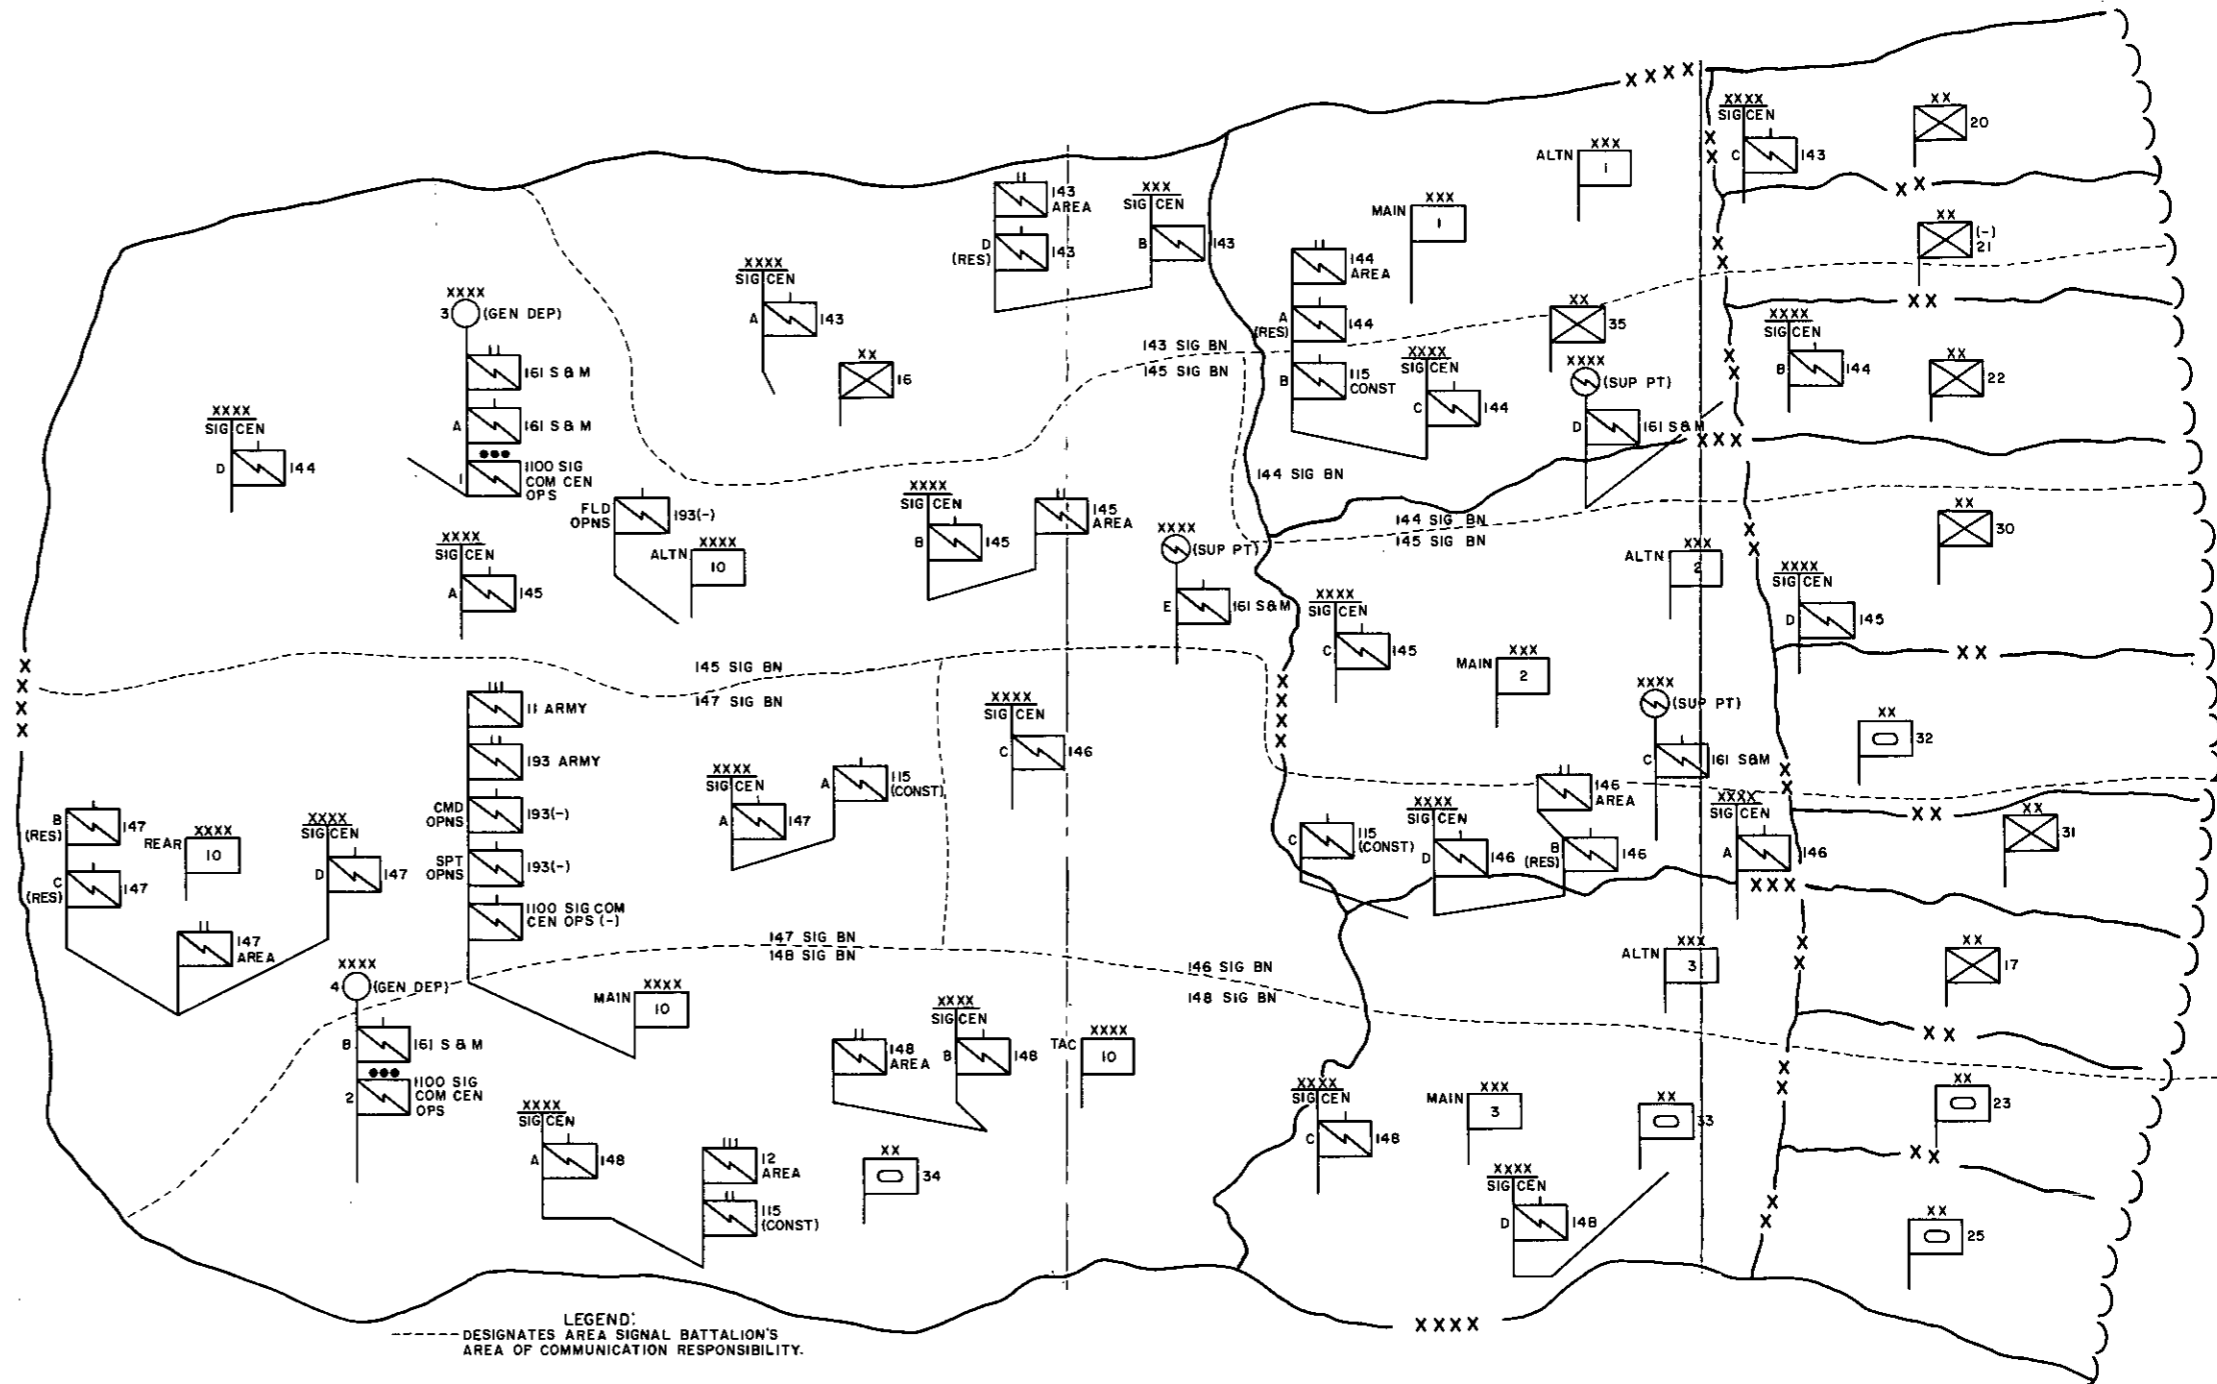 XXXX
XXXX
SIG CEN
C
143
XX
20
XXX
ALTN
1
XX
143
AREA
D
(RES)
143
XXX
SIG CEN
B
143
XXX
MAIN
1
XX
(-)
21
XXXX
SIG CEN
A
143
144
AREA
A
(RES)
144
B
115
CONST
XX
XXXX
3
(GEN DEP)
161 S & M
A
161 S & M
1
1100 SIG
COM CEN
OPS
XX
16
143 SIG BN
145 SIG BN
XX
35
XXXX
SIG CEN
B
144
XX
22
XXXX
SIG CEN
C
144
XXXX
(SUP PT)
D
161 S&M
XXX
XXXX
SIG CEN
D
144
144 SIG BN
FLD
OPNS
193(-)
XXXX
ALTN
10
XXXX
SIG CEN
B
145
145
AREA
XXXX
(SUP PT)
E
161 S&M
144 SIG BN
145 SIG BN
XX
30
XXXX
SIG CEN
A
145
XXX
ALTN
2
XXXX
SIG CEN
D
145
XXXX
SIG CEN
C
145
XX
XXXX
145 SIG BN
147 SIG BN
XXX
MAIN
2
XXXX
11 ARMY
193 ARMY
CMD
OPNS
193(-)
SPT
OPNS
193(-)
1100 SIG COM
CEN OPS (-)
XXXX
SIG CEN
C
146
XXXX
XXXX
(SUP PT)
C
161 S&M
XX
32
XXXX
SIG CEN
A
147
A
115
(CONST)
146
AREA
B
(RES)
147
C
(RES)
147
XXXX
REAR
10
XXXX
SIG CEN
D
147
147
AREA
C
115
(CONST)
XXXX
SIG CEN
D
146
B
(RES)
146
XXXX
SIG CEN
A
146
XX
XX
31
XXX
147 SIG BN
148 SIG BN
146 SIG BN
148 SIG BN
XXX
ALTN
3
XX
17
XXXX
4
(GEN DEP)
B
161 S & M
2
1100 SIG
COM CEN
OPS
XXXX
MAIN
10
148
AREA
XXXX
SIG CEN
B
148
XXXX
TAC
10
XX
XXXX
SIG CEN
C
148
XXX
MAIN
3
XX
33
XX
23
XXXX
SIG CEN
A
148
12
AREA
115
(CONST)
XX
34
XX
XXXX
SIG CEN
D
148
XX
25
XXXX
LEGEND:
DESIGNATES AREA SIGNAL BATTALION'S
AREA OF COMMUNICATION RESPONSIBILITY.